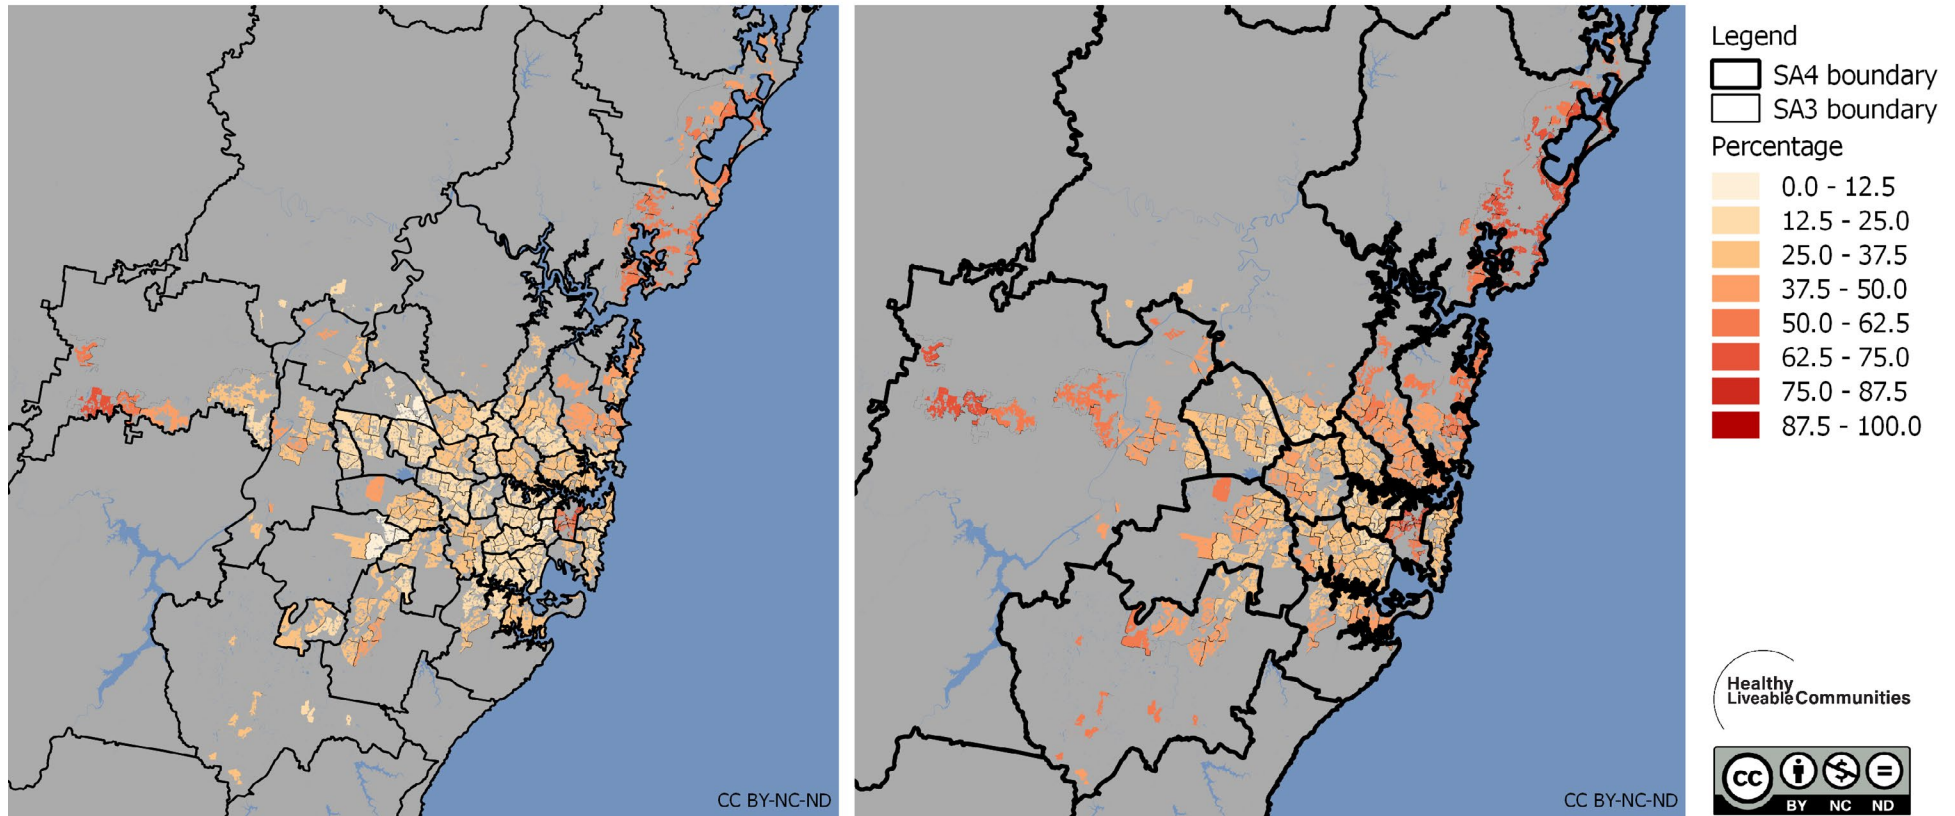 Legend
SA4 boundary
SA3 boundary
Percentage
0.0 - 12.5
12.5 - 25.0
25.0 - 37.5
37.5 - 50.0
50.0 - 62.5
62.5 - 75.0
75.0 - 87.5
87.5 - 100.0
Healthy
Liveable Communities
CC
BY NC ND
CC BY-NC-ND
CC BY-NC-ND